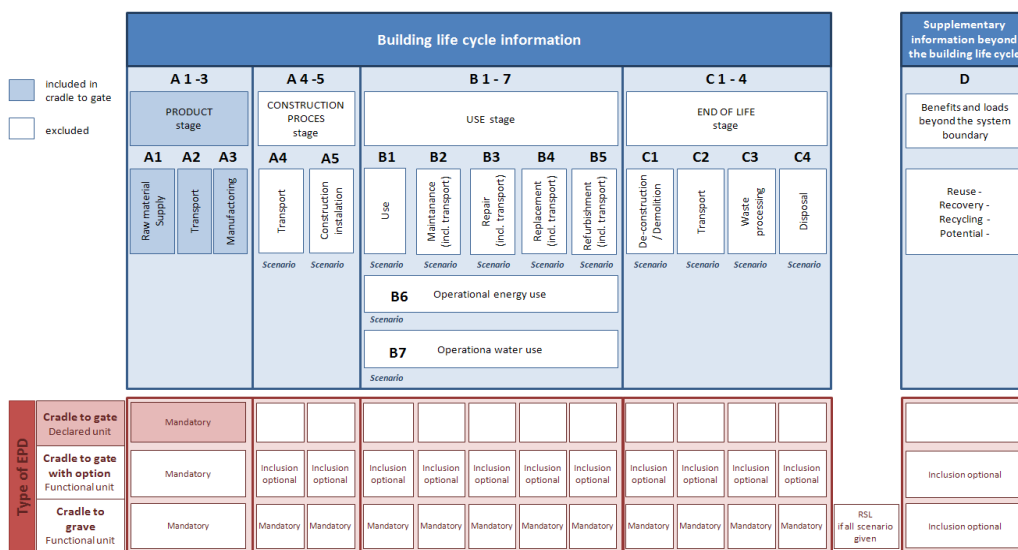 Building life cycle information
Supplementary
information beyond
the building life cycle
included in
cradle to gate
excluded
A 1 -3
A 4 -5
B 1 - 7
C 1 - 4
D
PRODUCT
stage
CONSTRUCTION
PROCES
stage
USE stage
END OF LIFE
stage
Benefits and loads
beyond the system
boundary
A1
A2
A3
A4
A5
B1
B2
B3
B4
B5
C1
C2
C3
C4
Raw material
Supply
Transport
Manufactoring
Transport
Construction
instalation
Use
Maintanance
(incl. transport)
Repair
(incl. transport)
Replacement
(incl. transport)
Refurbishment
(incl. transport)
De-construction
/ Demolition
Transport
Waste
processing
Disposal
Reuse -
Recovery -
Recycling -
Potential -
Scenario
Scenario
Scenario
Scenario
Scenario
Scenario
Scenario
Scenario
Scenario
Scenario
Scenario
B6
Operational energy use
Scenario
B7
Operationa water use
Scenario
Type of EPD
Cradle to gate
Declared unit
Mandatory
Cradle to gate
with option
Functional unit
Mandatory
Inclusion
optional
Inclusion
optional
Inclusion
optional
Inclusion
optional
Inclusion
optional
Inclusion
optional
Inclusion
optional
Inclusion
optional
Inclusion
optional
Inclusion
optional
Inclusion
optional
Inclusion optional
Cradle to
grave
Functional unit
Mandatory
Mandatory
Mandatory
Mandatory
Mandatory
Mandatory
Mandatory
Mandatory
Mandatory
Mandatory
Mandatory
Mandatory
RSL
if all scenario
given
Inclusion optional